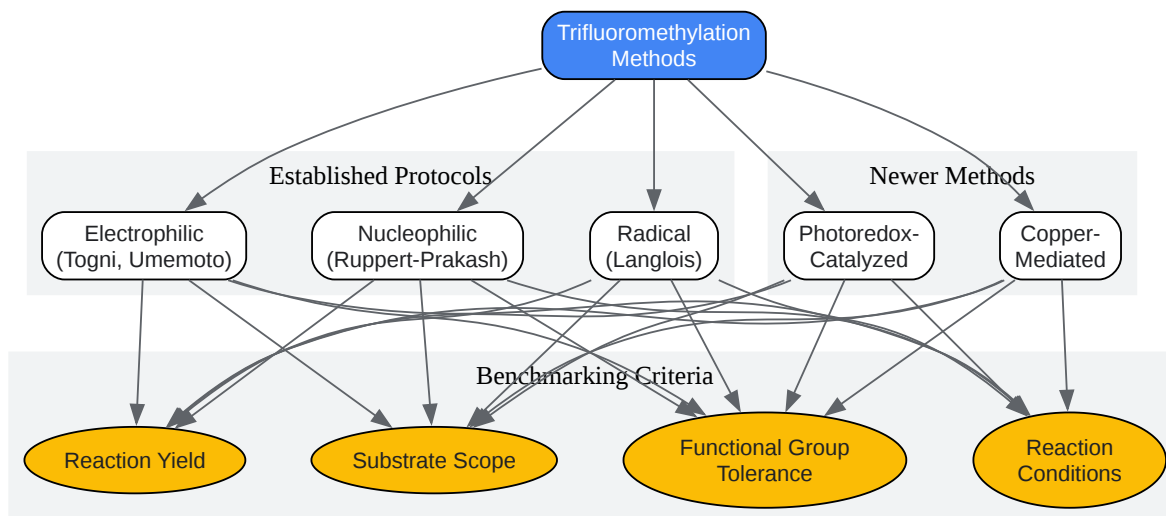 Trifluoromethylation
Methods
Established Protocols
Newer Methods
Electrophilic
(Togni, Umemoto)
Nucleophilic
(Ruppert-Prakash)
Radical
(Langlois)
Photoredox-
Catalyzed
Copper-
Mediated
Benchmarking Criteria
Reaction Yield
Substrate Scope
Functional Group
Tolerance
Reaction
Conditions